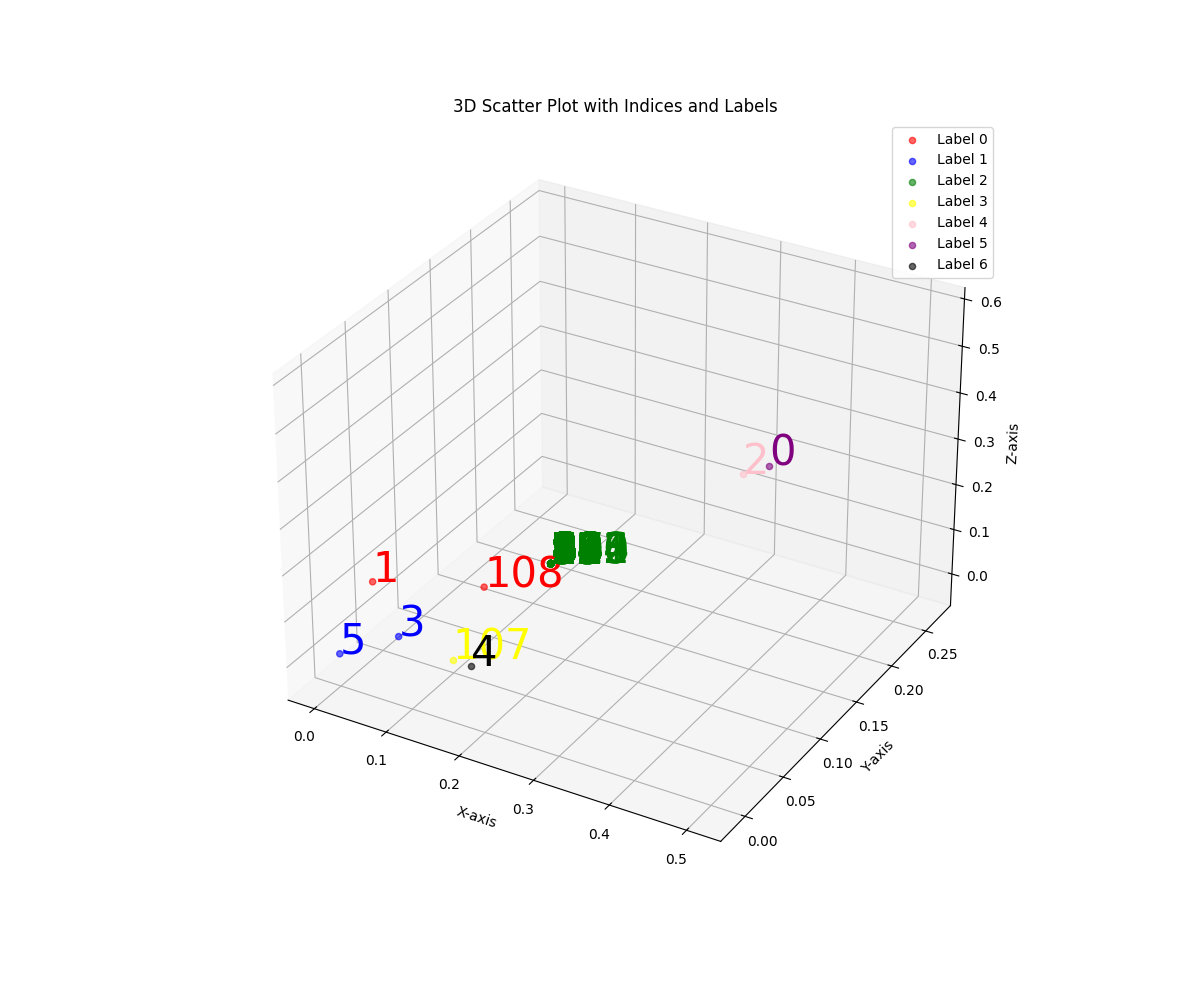 3D Scatter Plot with Indices and Labels
Label 0
Label 1
Label 2
Label 3
Label 4
Label 5
Label 6
0.6
0.5
0.4
0.3
0.2
0.1
0.0
Z-axis
2
0
1
108
3
5
107
4
0.25
0.20
0.15
0.10
0.05
0.00
Y-axis
0.0
0.1
0.2
0.3
0.4
0.5
X-axis